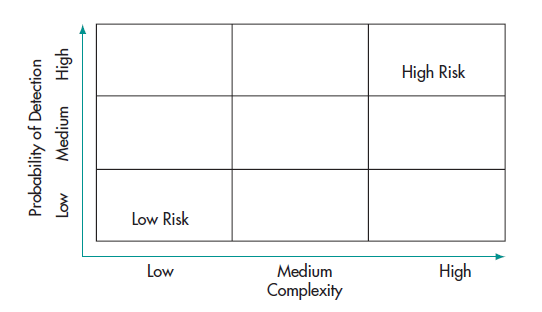 Probability of Detection
High
Medium
Low
High Risk
Low Risk
Low
Medium
High
Complexity